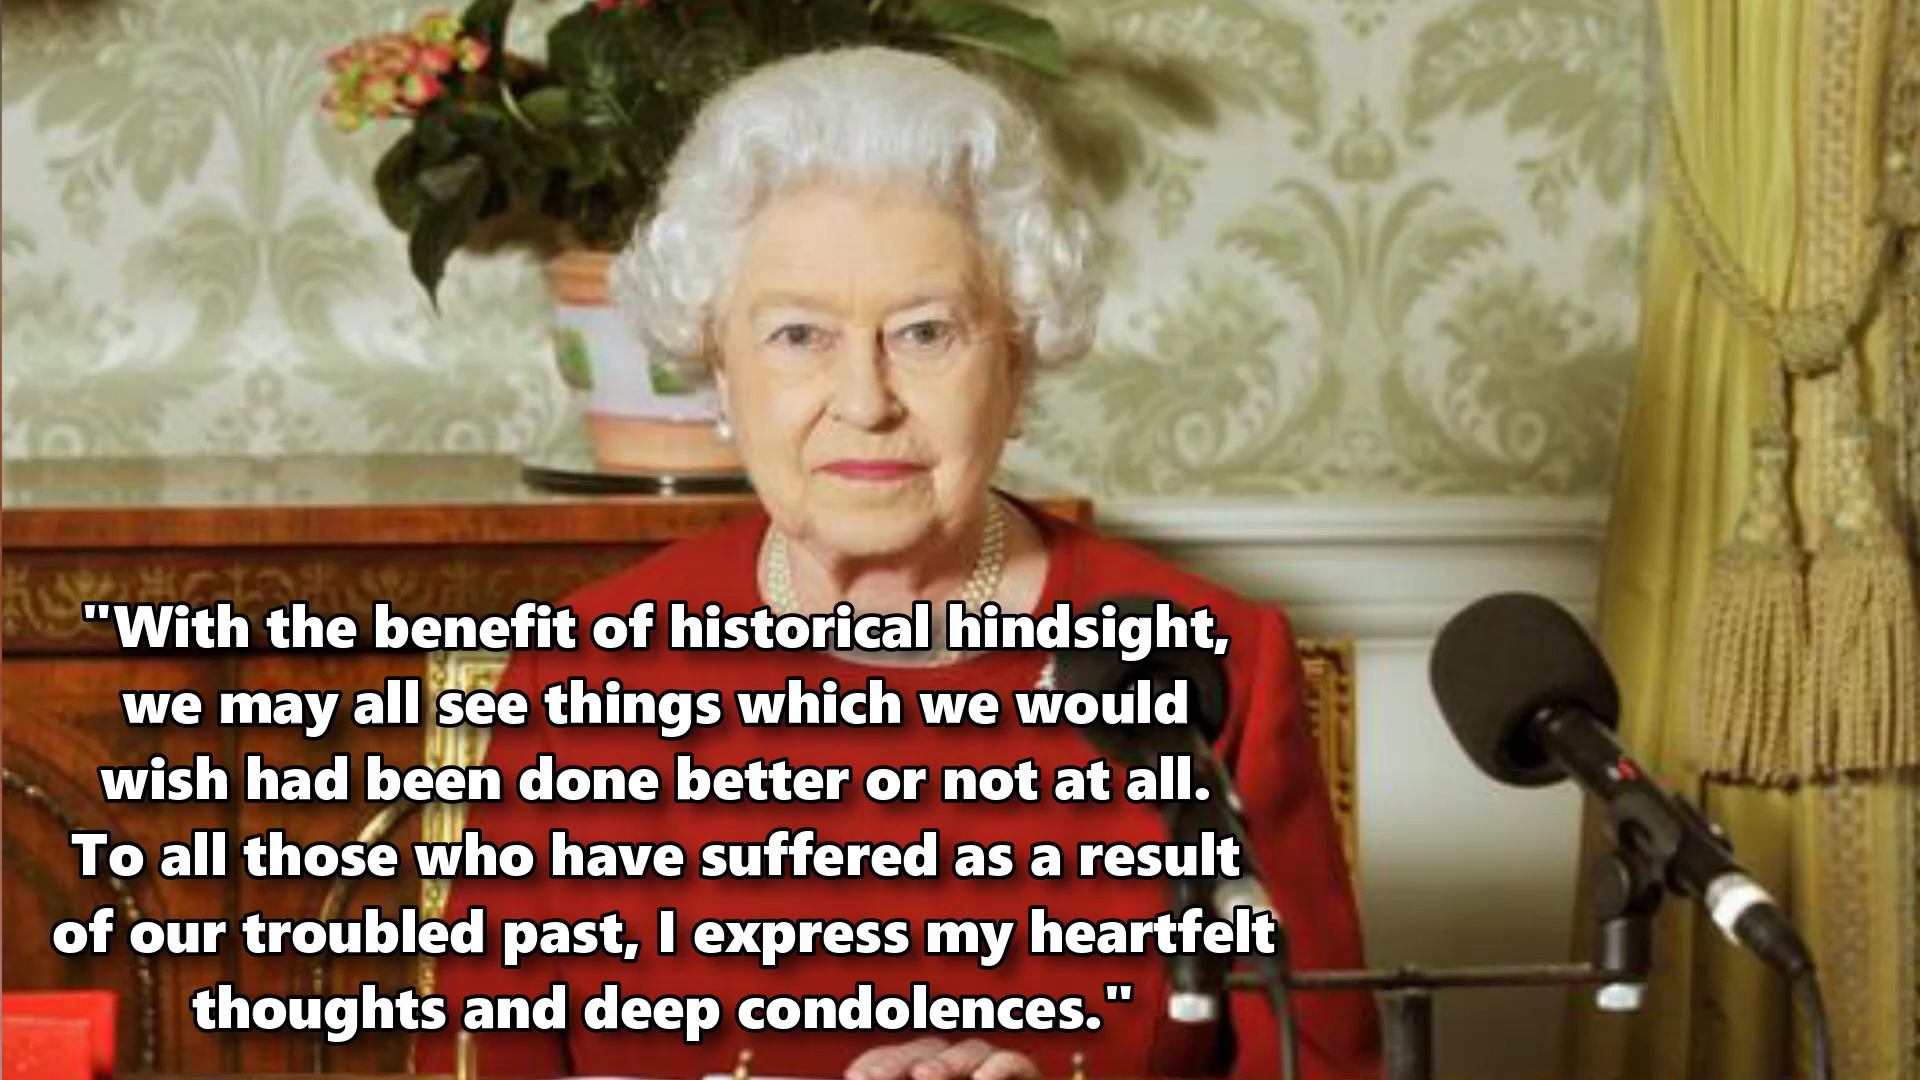 "With the benefit of historical hindsight,
we may all see things which we would
wish had been done better or not at all.
To all those who have suffered as a result
of our troubled past, I express my heartfelt
thoughts and deep condolences."